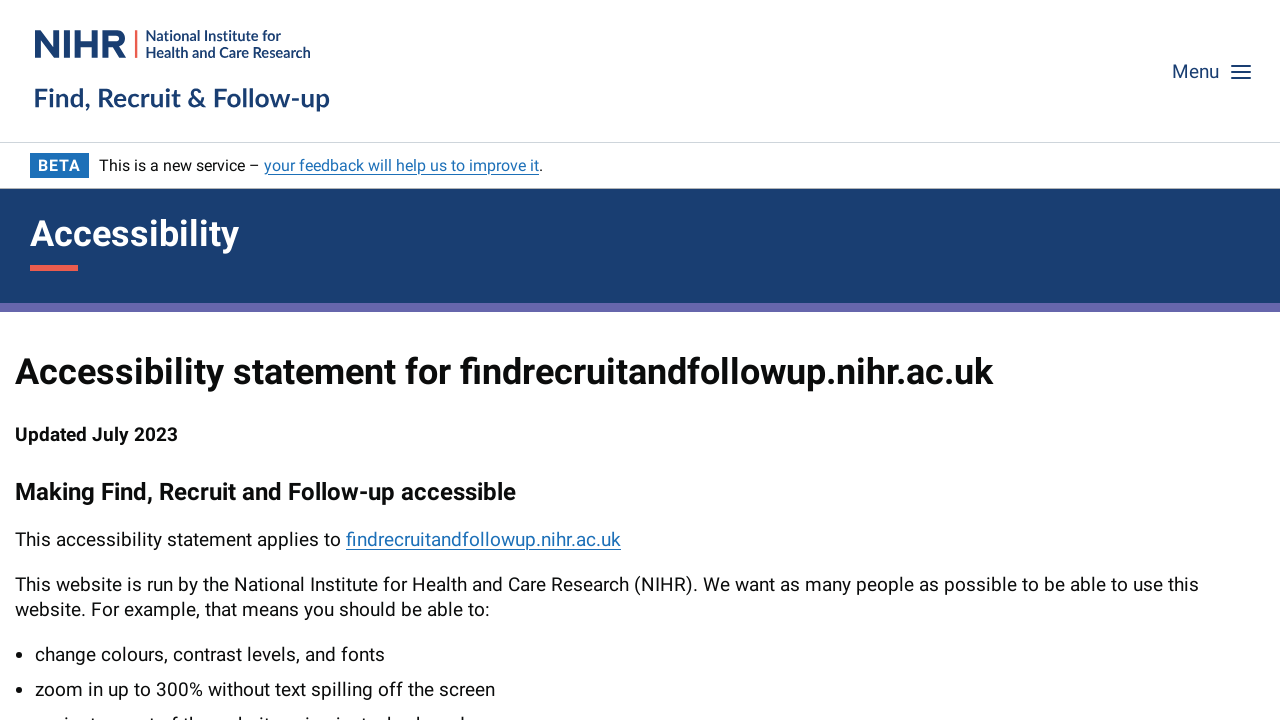 NIHR
National Institute for
Health and Care Research
Find, Recruit & Follow-up
Menu
BETA This is a new service – your feedback will help us to improve it.
Accessibility
Accessibility statement for findrecruitandfollowup.nihr.ac.uk
Updated July 2023
Making Find, Recruit and Follow-up accessible
This accessibility statement applies to findrecruitandfollowup.nihr.ac.uk
This website is run by the National Institute for Health and Care Research (NIHR). We want as many people as possible to be able to use this
website. For example, that means you should be able to:
• change colours, contrast levels, and fonts
• zoom in up to 300% without text spilling off the screen